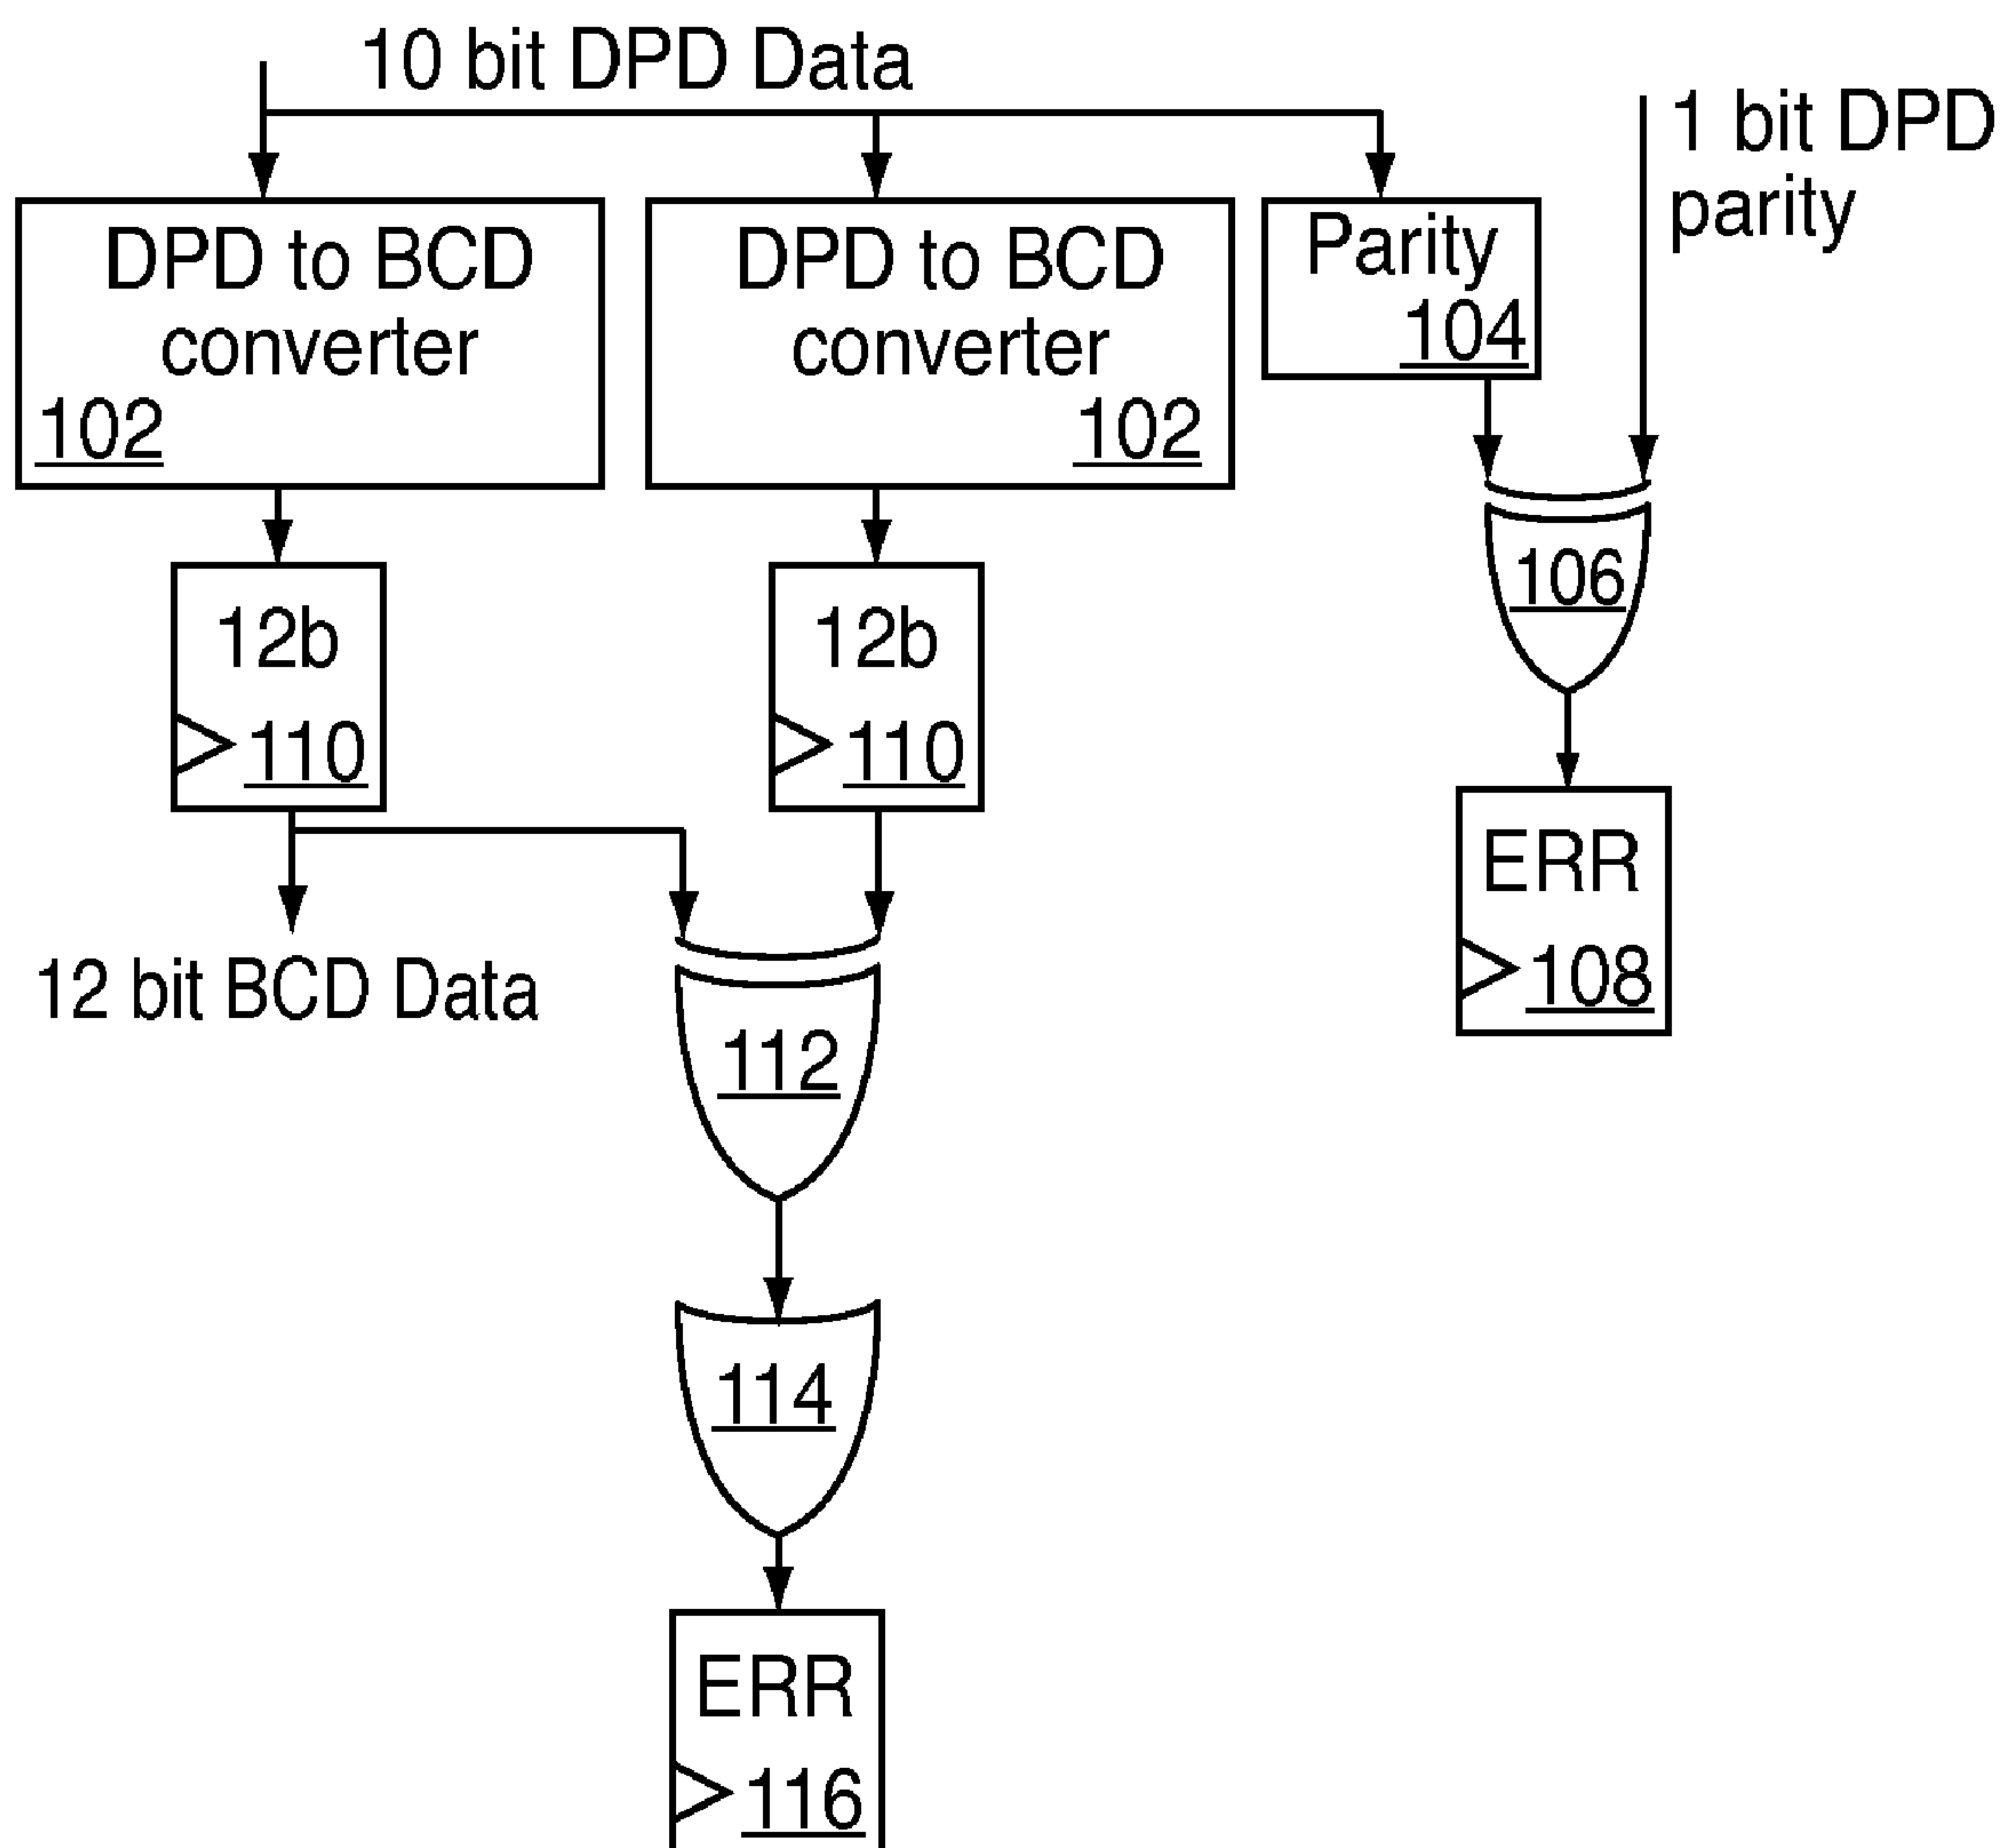 10 bit DPD Data
1 bit DPD
parity
DPD to BCD
converter
102
DPD to BCD
converter
102
Parity
104
12b
110
12b
110
106
ERR
108
12 bit BCD Data
112
114
ERR
116